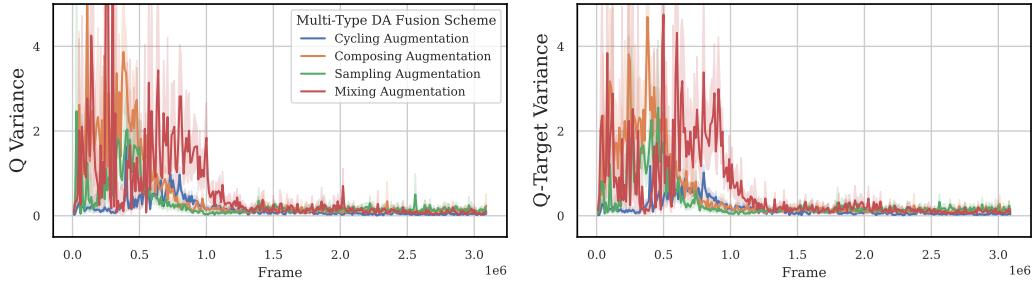 Q Variance
4
2
0
Multi-Type DA Fusion Scheme
Cycling Augmentation
Composing Augmentation
Sampling Augmentation
Mixing Augmentation
0.0 0.5 1.0 1.5 2.0 2.5 3.0
Frame
1e6
Q-Target Variance
4
2
0
0.0 0.5 1.0 1.5 2.0 2.5 3.0
Frame
1e6